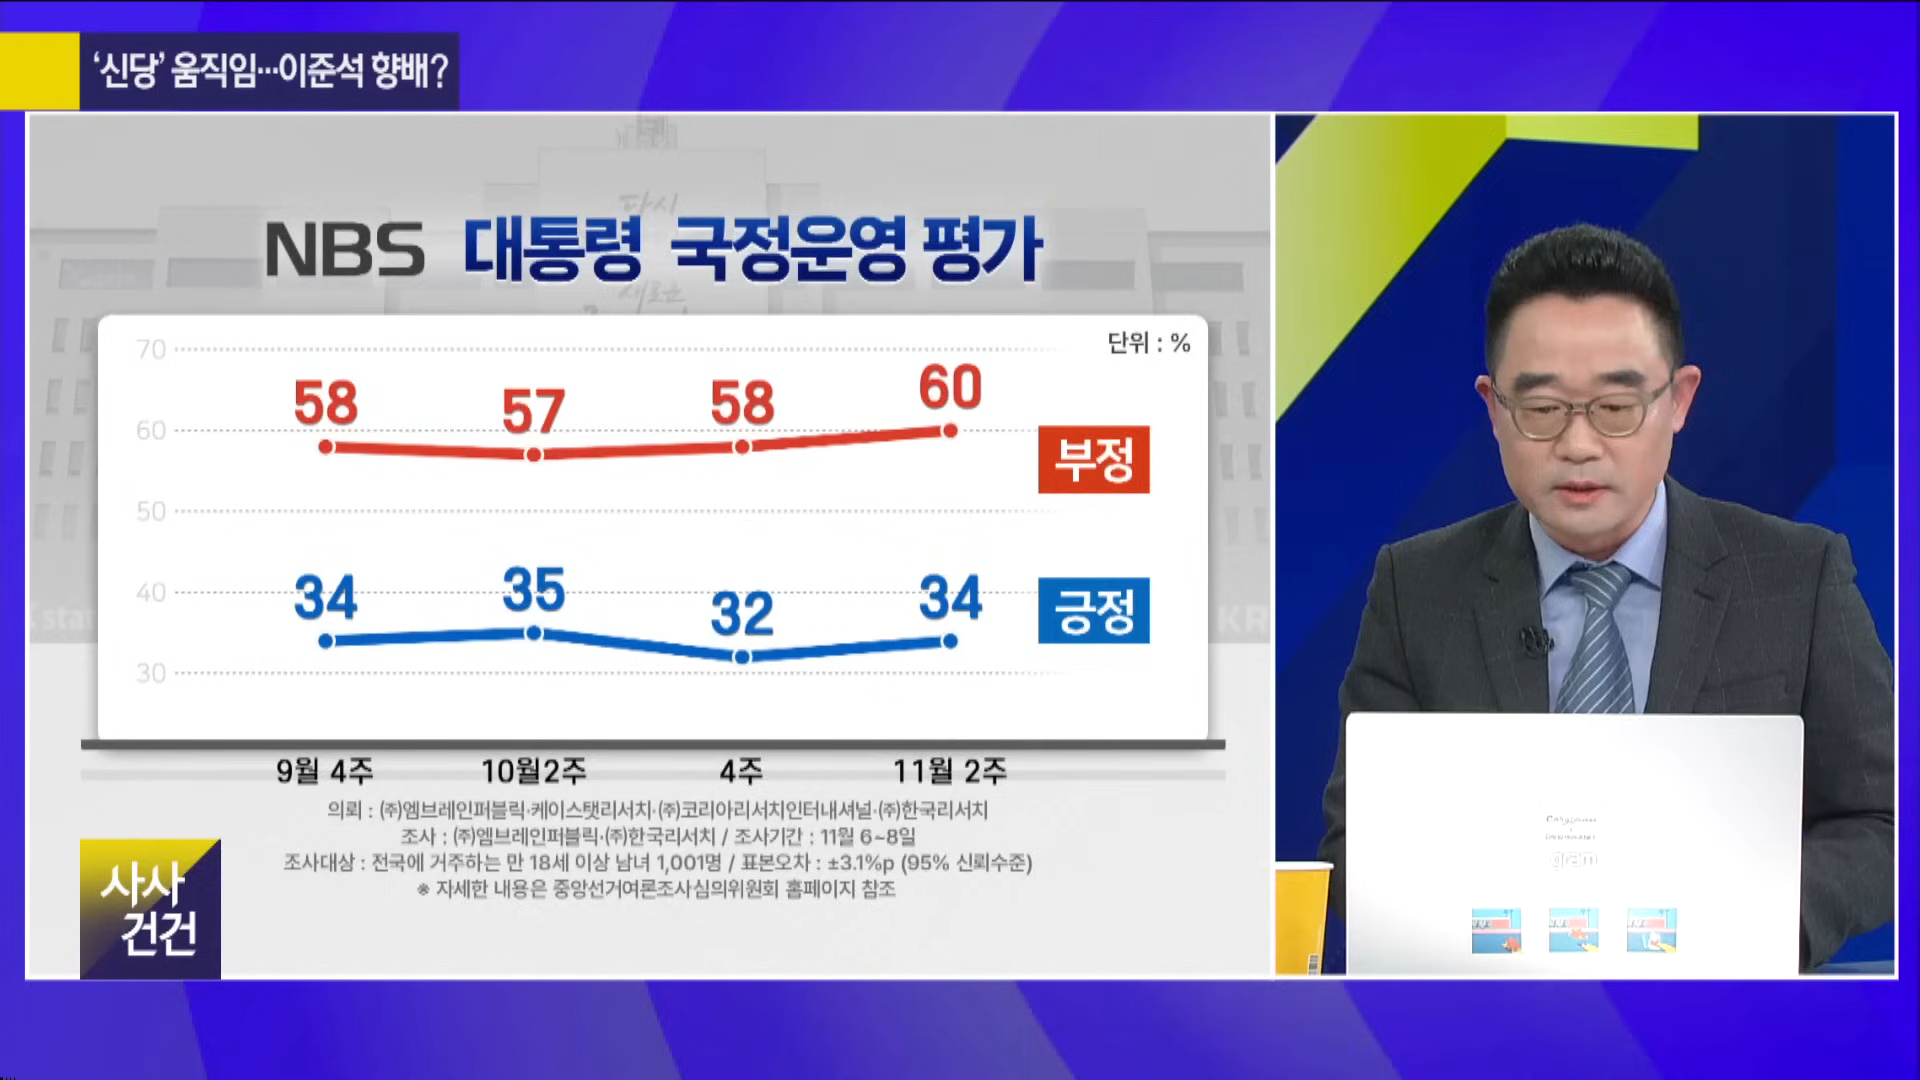 ‘신당’ 움직임…이준석 향배?
다시
새로운
NBS 대통령 국정운영 평가
단위 : %
70
58
57
58
60
60
부정
50
34
35
32
34
40
긍정
30
9월 4주
10월2주
4주
11월 2주
의뢰 : ㈜엠브레인퍼블릭·케이스탯리서치·㈜코리아리서치인터내셔널·㈜한국리서치
조사 : ㈜엠브레인퍼블릭·㈜한국리서치 / 조사기간 : 11월 6~8일
조사대상 : 전국에 거주하는 만 18세 이상 남녀 1,001명 / 표본오차 : ±3.1%p (95% 신뢰수준)
※ 자세한 내용은 중앙선거여론조사심의위원회 홈페이지 참조
사사
건건
gram